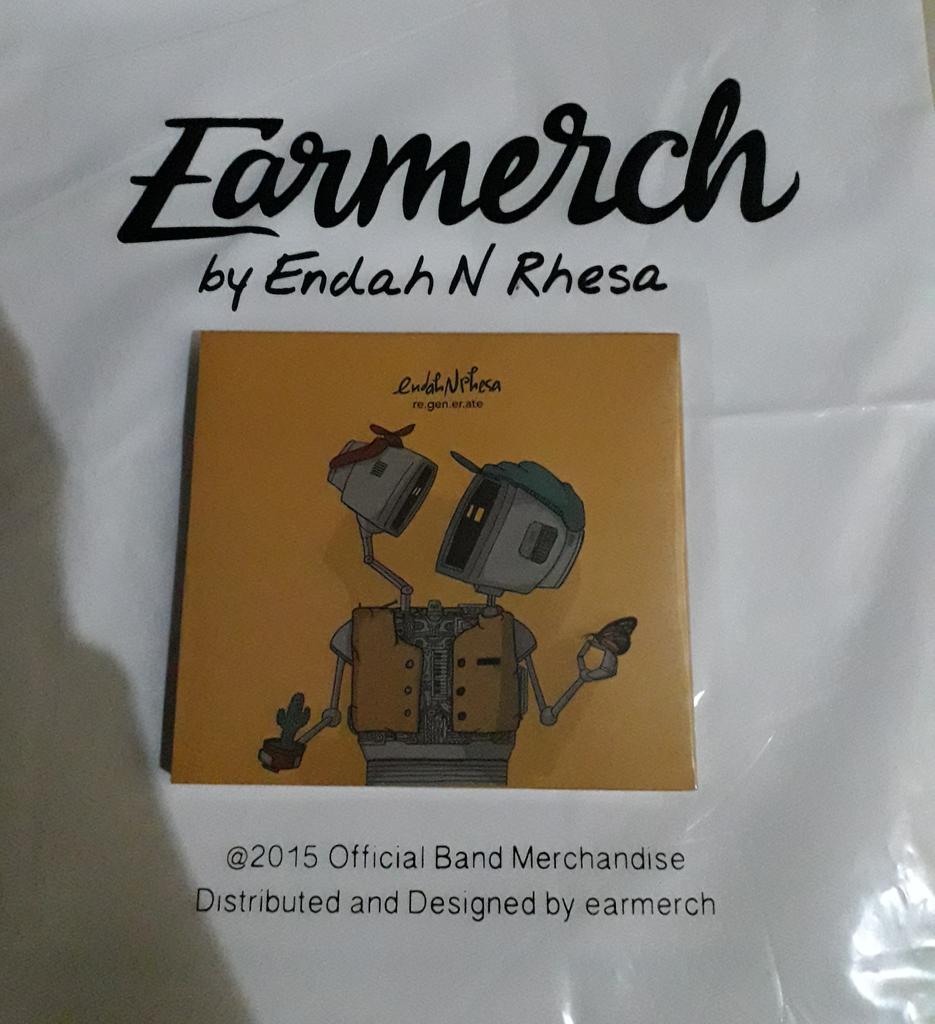 Earmerch
by Endah N Rhesa
endahNrhesa
re.gen.er.ate
@2015 Official Band Merchandise
Distributed and Designed by earmerch